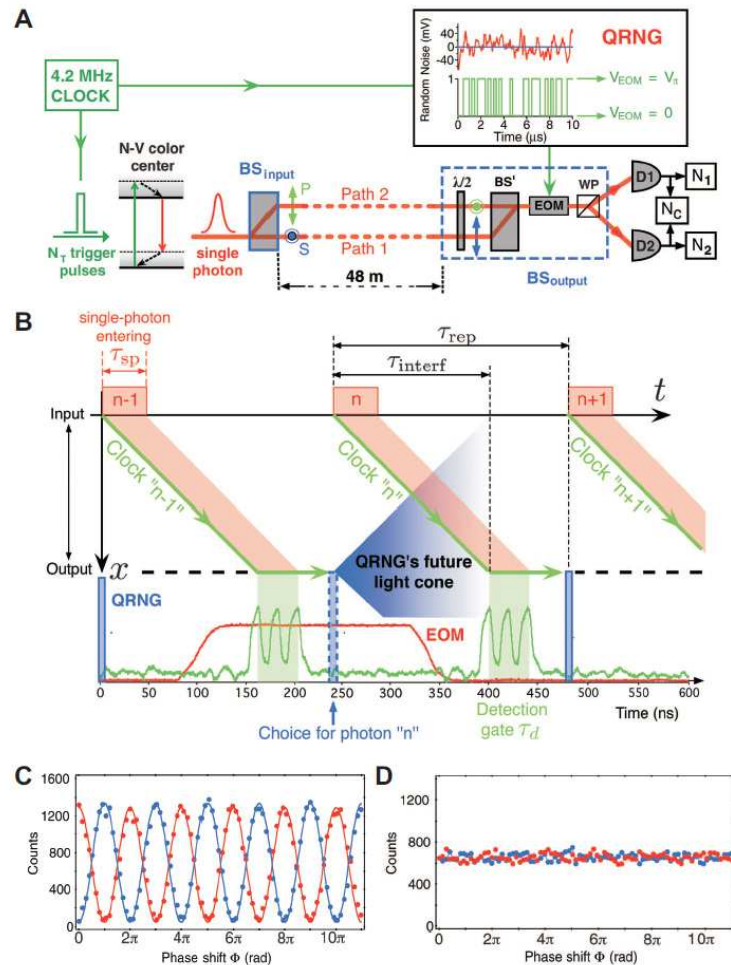 A
4.2 MHz
CLOCK
Random Noise (mV)
40
0
-40
QRNG
1
0
V_EOM = V_π
V_EOM = 0
0 2 4 6 8 10
Time (μs)
N-V color
center
BS_input
P
S
Path 2
Path 1
λ/2
BS'
EOM
WP
D1
N_1
N_C
D2
N_2
N_T trigger
pulses
single
photon
48 m
BS_output
B
single-photon
entering
τ_sp
τ_rep
τ_interf
n-1
n
n+1
t
Input
Clock "n-1"
Clock "n"
Clock "n+1"
QRNG's future
light cone
Output
x
QRNG
EOM
0 50 100 150 200 250 300 350 400 450 500 550 600
Time (ns)
Choice for photon "n"
Detection
gate τ_d
C
1600
1200
800
400
0
Counts
0 2π 4π 6π 8π 10π
Phase shift Φ (rad)
D
1200
800
400
0
Counts
0 2π 4π 6π 8π 10π
Phase shift Φ (rad)